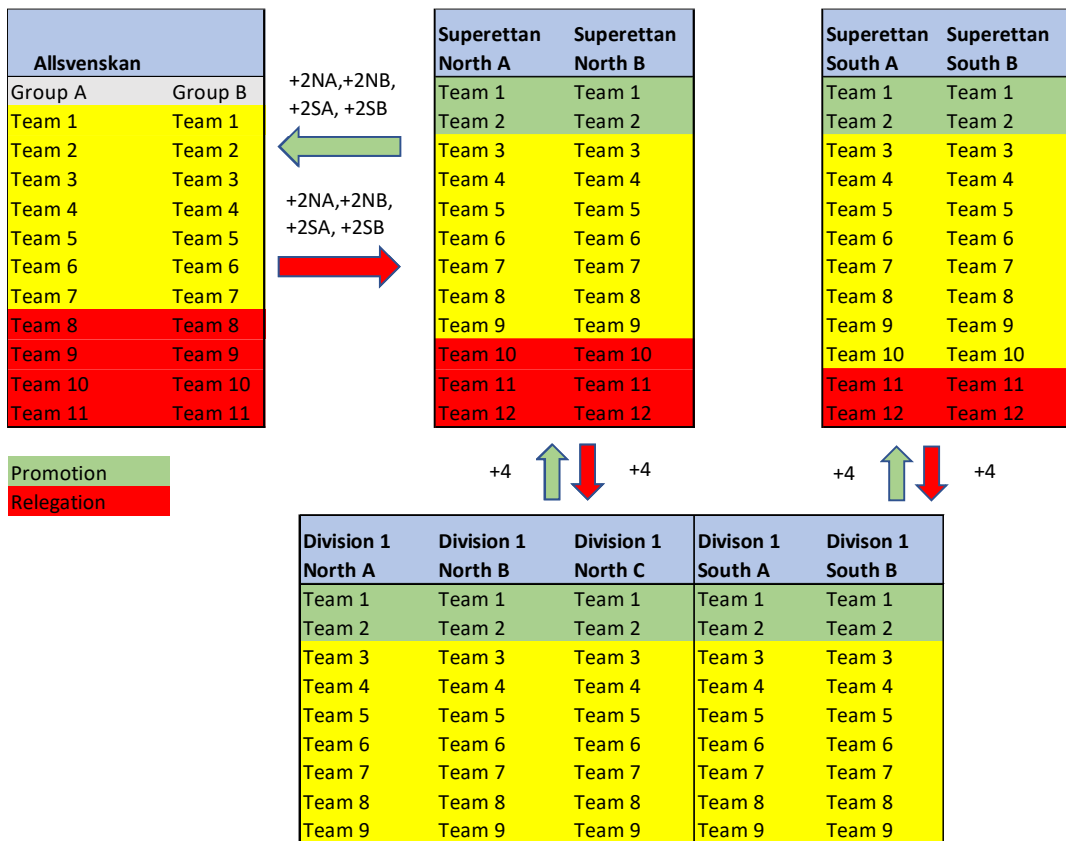 Allsvenskan
Group A Group B
Team 1 Team 1
Team 2 Team 2
Team 3 Team 3
Team 4 Team 4
Team 5 Team 5
Team 6 Team 6
Team 7 Team 7
Team 8 Team 8
Team 9 Team 9
Team 10 Team 10
Team 11 Team 11
+2NA,+2NB,
+2SA, +2SB
+2NA,+2NB,
+2SA, +2SB
Superettan Superettan
North A North B
Team 1 Team 1
Team 2 Team 2
Team 3 Team 3
Team 4 Team 4
Team 5 Team 5
Team 6 Team 6
Team 7 Team 7
Team 8 Team 8
Team 9 Team 9
Team 10 Team 10
Team 11 Team 11
Team 12 Team 12
Superettan Superettan
South A South B
Team 1 Team 1
Team 2 Team 2
Team 3 Team 3
Team 4 Team 4
Team 5 Team 5
Team 6 Team 6
Team 7 Team 7
Team 8 Team 8
Team 9 Team 9
Team 10 Team 10
Team 11 Team 11
Team 12 Team 12
Promotion
Relegation
+4 +4
+4 +4
Division 1 Division 1 Division 1 Divison 1 Divison 1
North A North B North C South A South B
Team 1 Team 1 Team 1 Team 1 Team 1
Team 2 Team 2 Team 2 Team 2 Team 2
Team 3 Team 3 Team 3 Team 3 Team 3
Team 4 Team 4 Team 4 Team 4 Team 4
Team 5 Team 5 Team 5 Team 5 Team 5
Team 6 Team 6 Team 6 Team 6 Team 6
Team 7 Team 7 Team 7 Team 7 Team 7
Team 8 Team 8 Team 8 Team 8 Team 8
Team 9 Team 9 Team 9 Team 9 Team 9